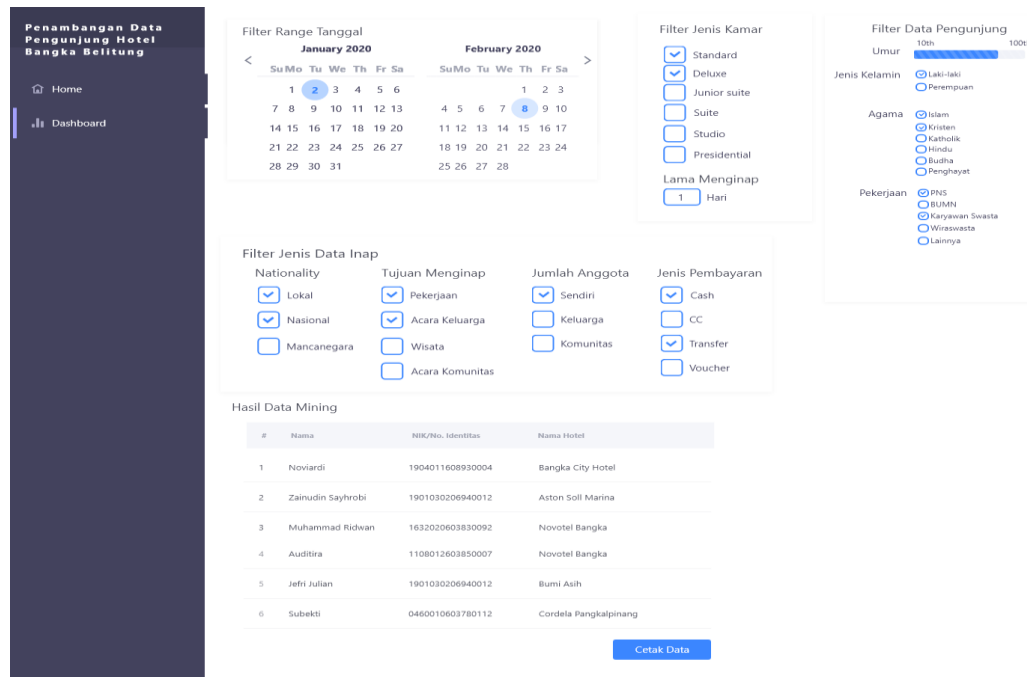 Penambangan Data
Pengunjung Hotel
Bangka Belitung
Home
Dashboard
Filter Range Tanggal
< January 2020 February 2020 >
Su Mo Tu We Th Fr Sa Su Mo Tu We Th Fr Sa
1 2 3 4 5 6 1 2 3
7 8 9 10 11 12 13 4 5 6 7 8 9 10
14 15 16 17 18 19 20 11 12 13 14 15 16 17
21 22 23 24 25 26 27 18 19 20 21 22 23 24
28 29 30 31 25 26 27 28
Filter Jenis Kamar
Standard
Deluxe
Junior suite
Suite
Studio
Presidential
Lama Menginap
1 Hari
Filter Data Pengunjung
10th 100t
Umur
Jenis Kelamin Laki-laki
Perempuan
Agama Islam
Kristen
Katholik
Hindu
Budha
Penghayat
Pekerjaan PNS
BUMN
Karyawan Swasta
Wiraswasta
Lainnya
Filter Jenis Data Inap
Nationality Tujuan Menginap Jumlah Anggota Jenis Pembayaran
Lokal Pekerjaan Sendiri Cash
Nasional Acara Keluarga Keluarga CC
Mancanegara Wisata Komunitas Transfer
Acara Komunitas Voucher
Hasil Data Mining
# Nama NIK/No. Identitas Nama Hotel
1 Noviardi 1904011608930004 Bangka City Hotel
2 Zainudin Sayhrobi 1901030206940012 Aston Soll Marina
3 Muhammad Ridwan 1632020603830092 Novotel Bangka
4 Auditira 1108012603850007 Novotel Bangka
5 Jefri Julian 1901030206940012 Bumi Asih
6 Subekti 0460010603780112 Cordela Pangkalpinang
Cetak Data